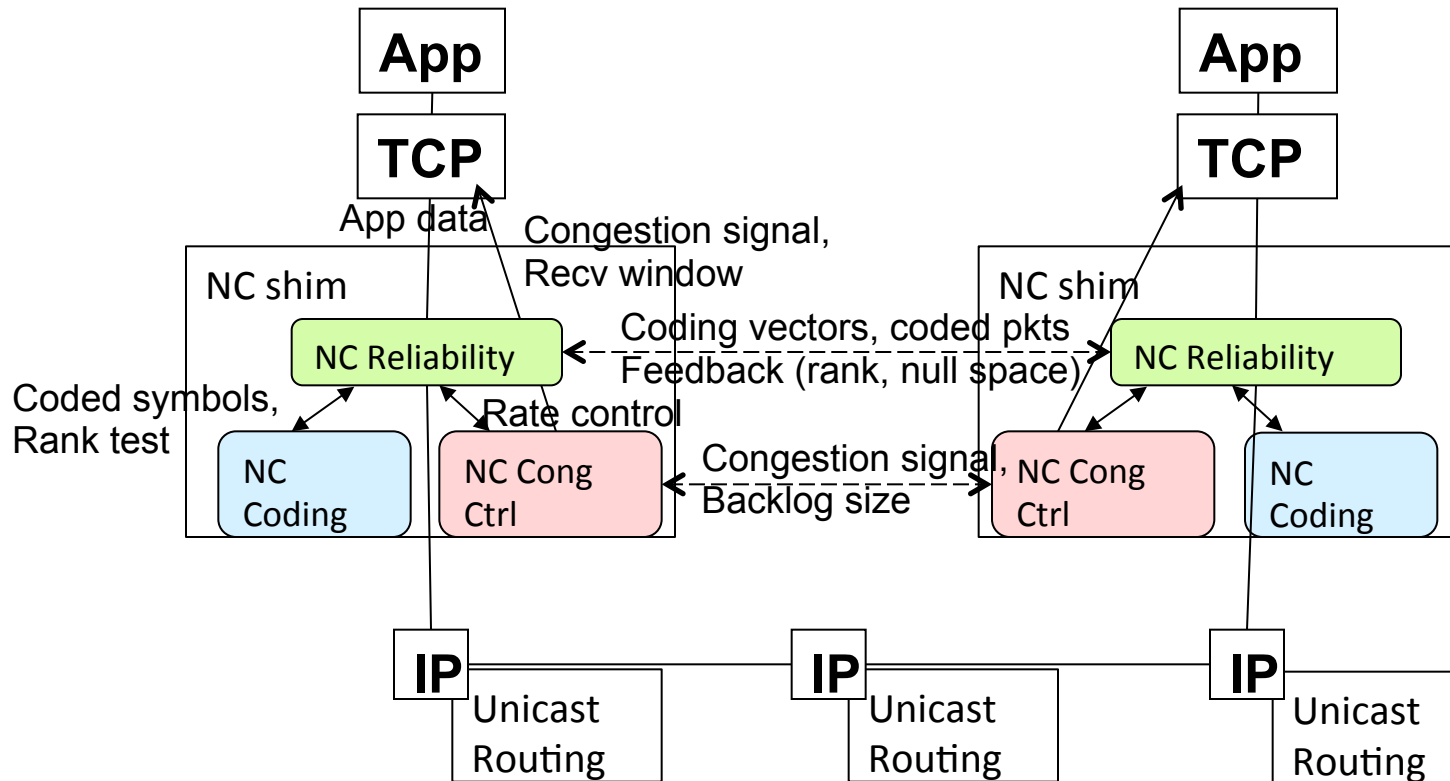 App
App
TCP
TCP
App data
Congestion signal,
Recv window
NC shim
NC shim
Coding vectors, coded pkts
NC Reliability
NC Reliability
Feedback (rank, null space)
Coded symbols,
Rank test
Rate control
NC
Coding
NC Cong
Ctrl
Congestion signal,
Backlog size
NC Cong
Ctrl
NC
Coding
IP
IP
IP
Unicast
Routing
Unicast
Routing
Unicast
Routing